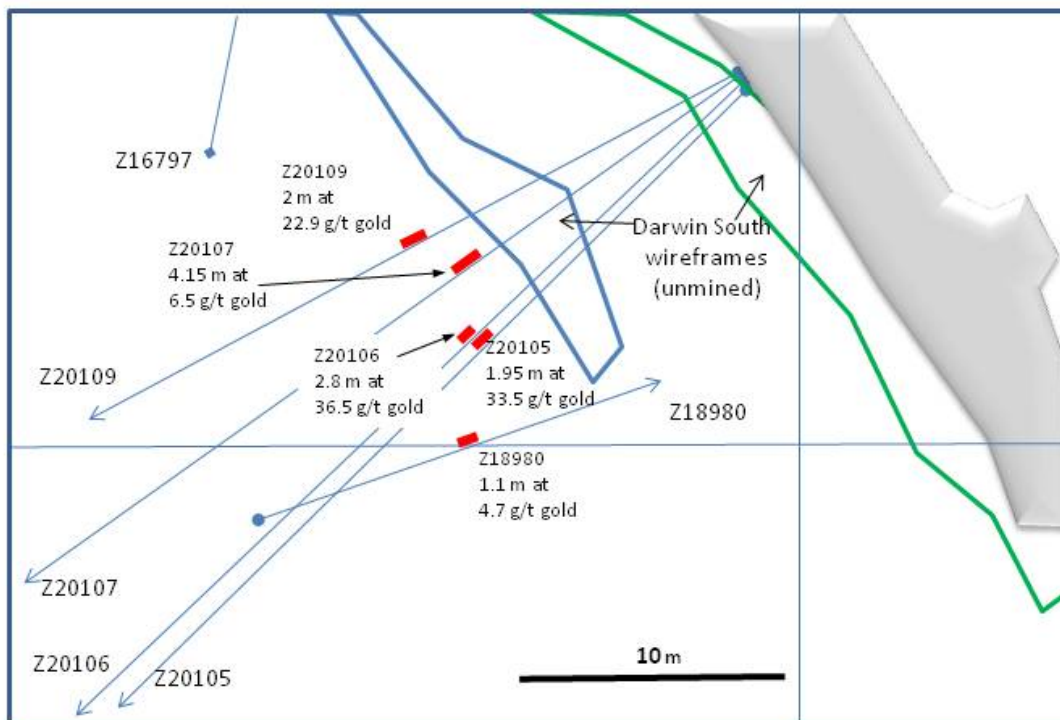 Z16797
Z20109
2 m at
22.9 g/t gold
Z20107
4.15 m at
6.5 g/t gold
Darwin South
wireframes
(unmined)
Z20109
Z20106
2.8 m at
36.5 g/t gold
Z20105
1.95 m at
33.5 g/t gold
Z18980
Z18980
1.1 m at
4.7 g/t gold
Z20107
Z20106
Z20105
10 m